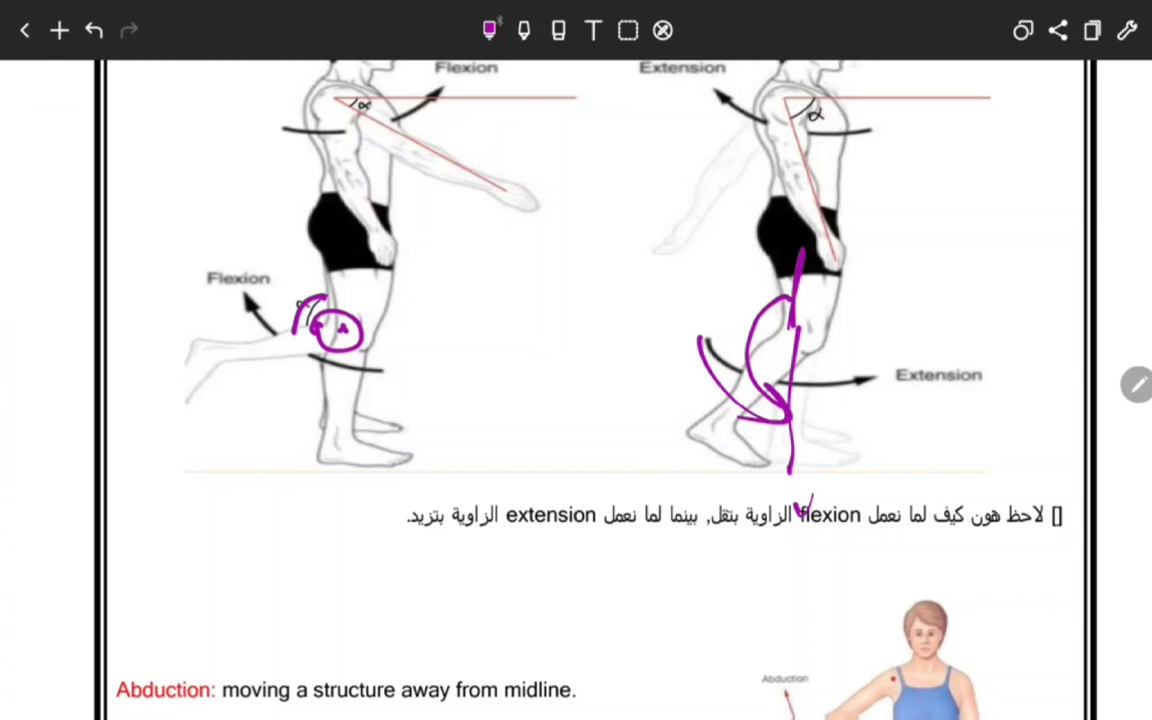 Flexion
Extension
α
α
Flexion
Extension
[] لاحظ هون كيف لما نعمل flexion الزاوية بتقل, بينما لما نعمل extension الزاوية بتزيد.
Abduction
Abduction: moving a structure away from midline.